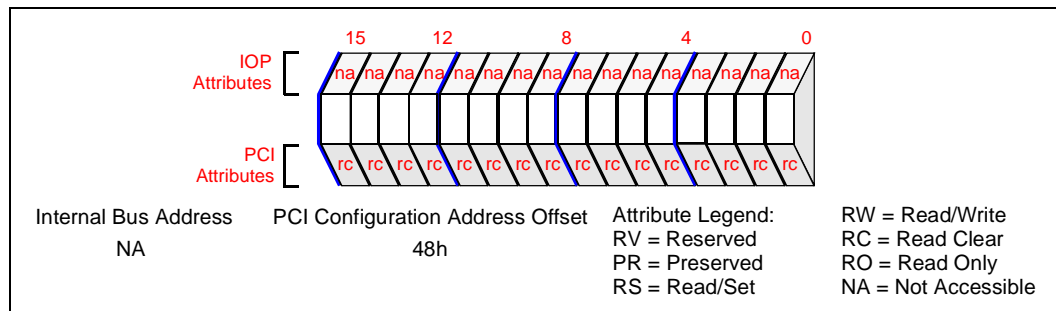 15 12 8 4 0
IOP
Attributes
na na na na na na na na na na na na na na na na
PCI
Attributes
rc rc rc rc rc rc rc rc rc rc rc rc rc rc rc rc
Internal Bus Address
NA
PCI Configuration Address Offset
48h
Attribute Legend:
RV = Reserved
PR = Preserved
RS = Read/Set
RW = Read/Write
RC = Read Clear
RO = Read Only
NA = Not Accessible